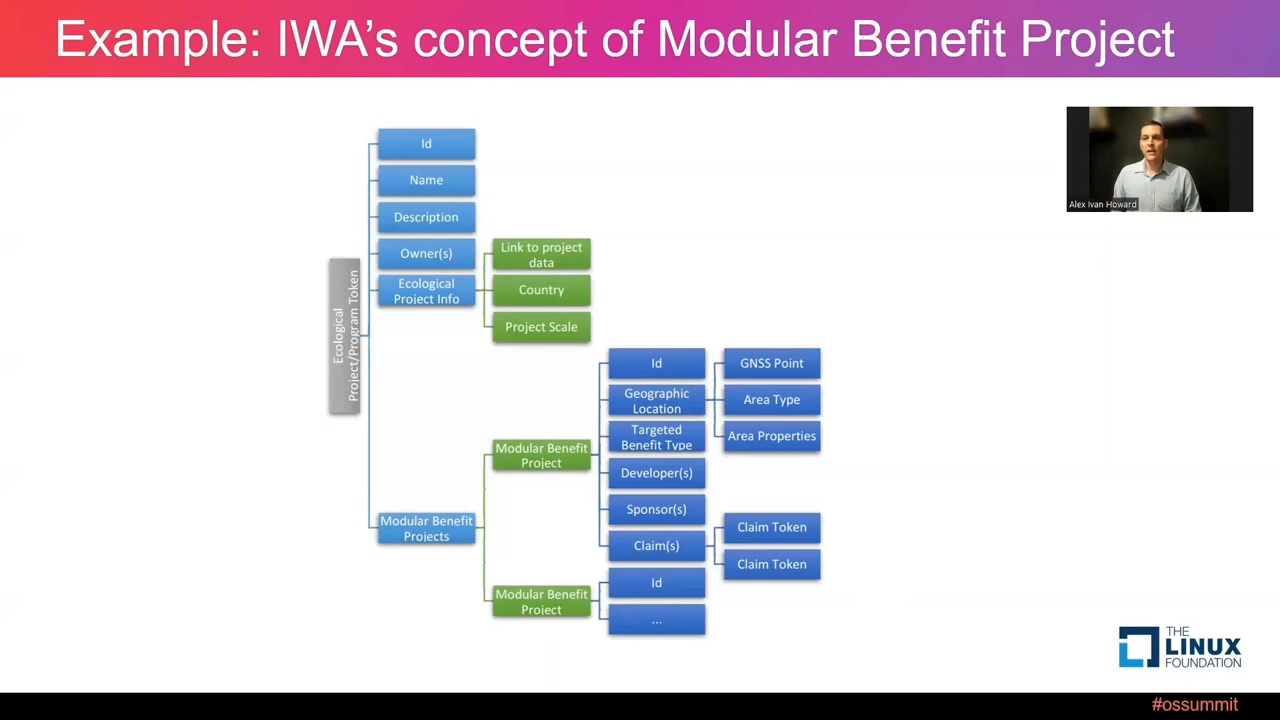 Example: IWA's concept of Modular Benefit Project
Alex Ivan Howard
Ecological
Project/Program Token
Id
Name
Description
Owner(s)
Ecological
Project Info
Link to project
data
Country
Project Scale
Modular Benefit
Projects
Modular Benefit
Project
Id
Geographic
Location
GNSS Point
Area Type
Area Properties
Targeted
Benefit Type
Developer(s)
Sponsor(s)
Claim(s)
Claim Token
Claim Token
Modular Benefit
Project
Id
...
THE
LINUX
FOUNDATION
#ossummit